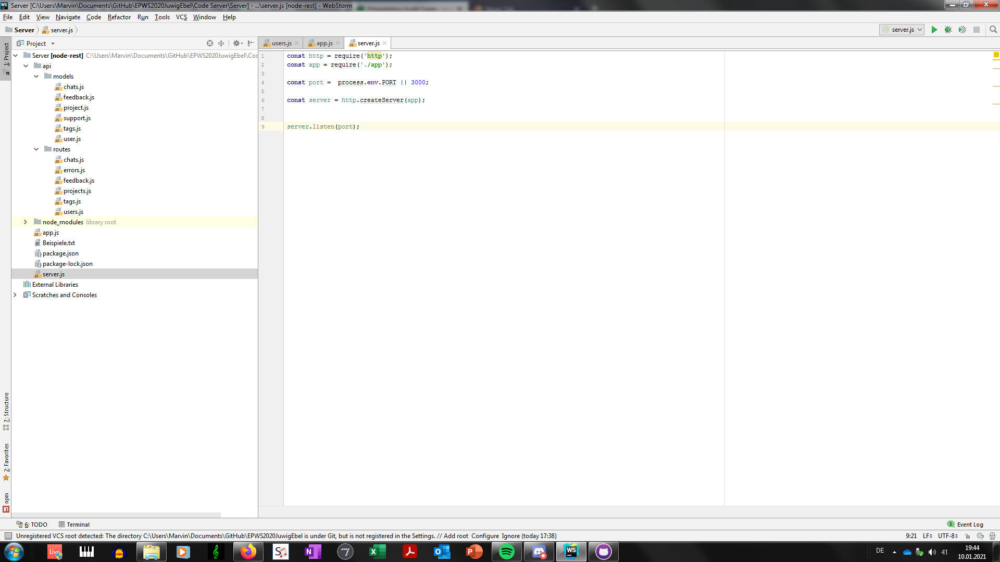 Server [C:\Users\Marvin\Documents\GitHub\EPWS2020JuwigEbel\Code Server\Server] - ...\server.js [node-rest] - WebStorm
File Edit View Navigate Code Refactor Run Tools VCS Window Help
Server server.js
server.js
Project
users.js app.js server.js
1: Project
Server [node-rest] C:\Users\Marvin\Documents\GitHub\EPWS2020JuwigEbel\Coc
api
models
chats.js
feedback.js
project.js
support.js
tags.js
user.js
routes
chats.js
errors.js
feedback.js
projects.js
tags.js
users.js
node_modules library root
app.js
Beispiele.txt
package.json
package-lock.json
server.js
External Libraries
Scratches and Consoles
1 const http = require('http');
2 const app = require('./app');
3
4 const port =  process.env.PORT || 3000;
5
6 const server = http.createServer(app);
7
8
9 server.listen(port);
7: Structure
2: Favorites
npm
6: TODO Terminal
1 Event Log
Unregistered VCS root detected: The directory C:\Users\Marvin\Documents\GitHub\EPWS2020JuwigEbel is under Git, but is not registered in the Settings. // Add root Configure Ignore (today 17:38)
9:21 LF UTF-8
Live
WS
DE
41
19:44
10.01.2021